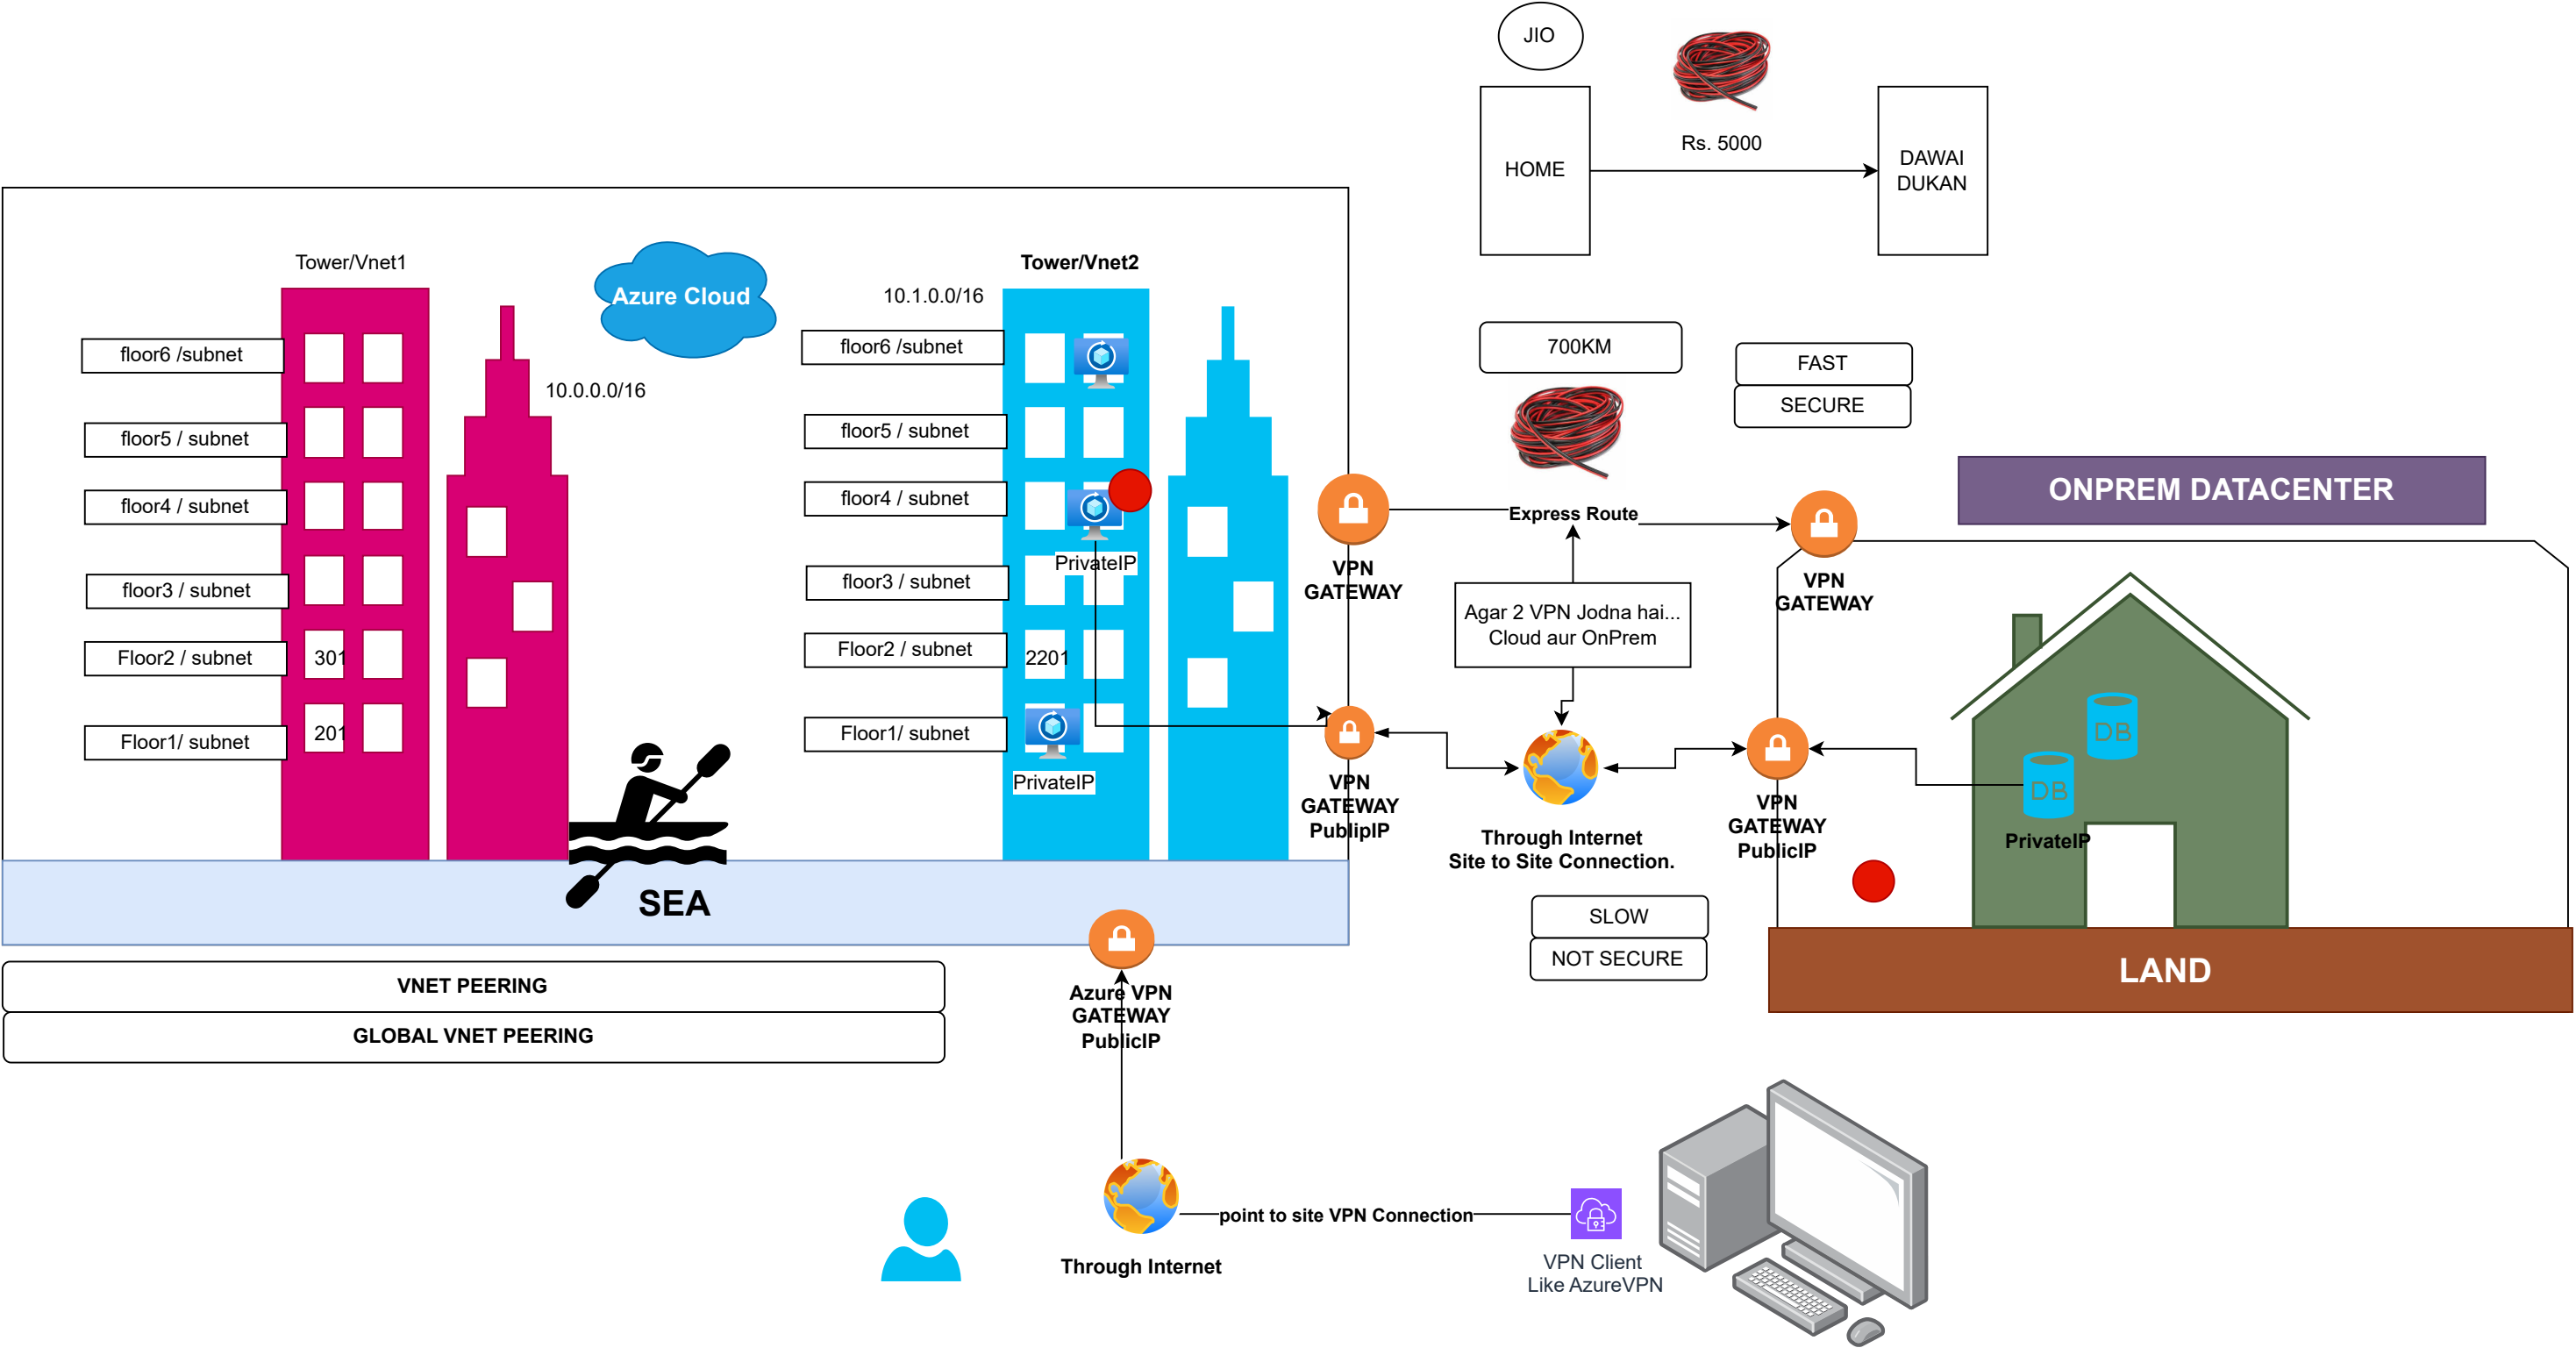 JIO
HOME
Rs. 5000
DAWAI
DUKAN
Tower/Vnet1
Azure Cloud
10.0.0.0/16
floor6 /subnet
floor5 / subnet
floor4 / subnet
floor3 / subnet
Floor2 / subnet
301
Floor1/ subnet
201
Tower/Vnet2
10.1.0.0/16
floor6 /subnet
floor5 / subnet
floor4 / subnet
PrivateIP
floor3 / subnet
Floor2 / subnet
2201
Floor1/ subnet
PrivateIP
SEA
VNET PEERING
GLOBAL VNET PEERING
700KM
FAST
SECURE
VPN
GATEWAY
Express Route
VPN
GATEWAY
Agar 2 VPN Jodna hai...
Cloud aur OnPrem
VPN
GATEWAY
PublipIP
Through Internet
Site to Site Connection.
SLOW
NOT SECURE
VPN
GATEWAY
PublicIP
ONPREM DATACENTER
DB
DB
PrivateIP
LAND
Azure VPN
GATEWAY
PublicIP
Through Internet
point to site VPN Connection
VPN Client
Like AzureVPN